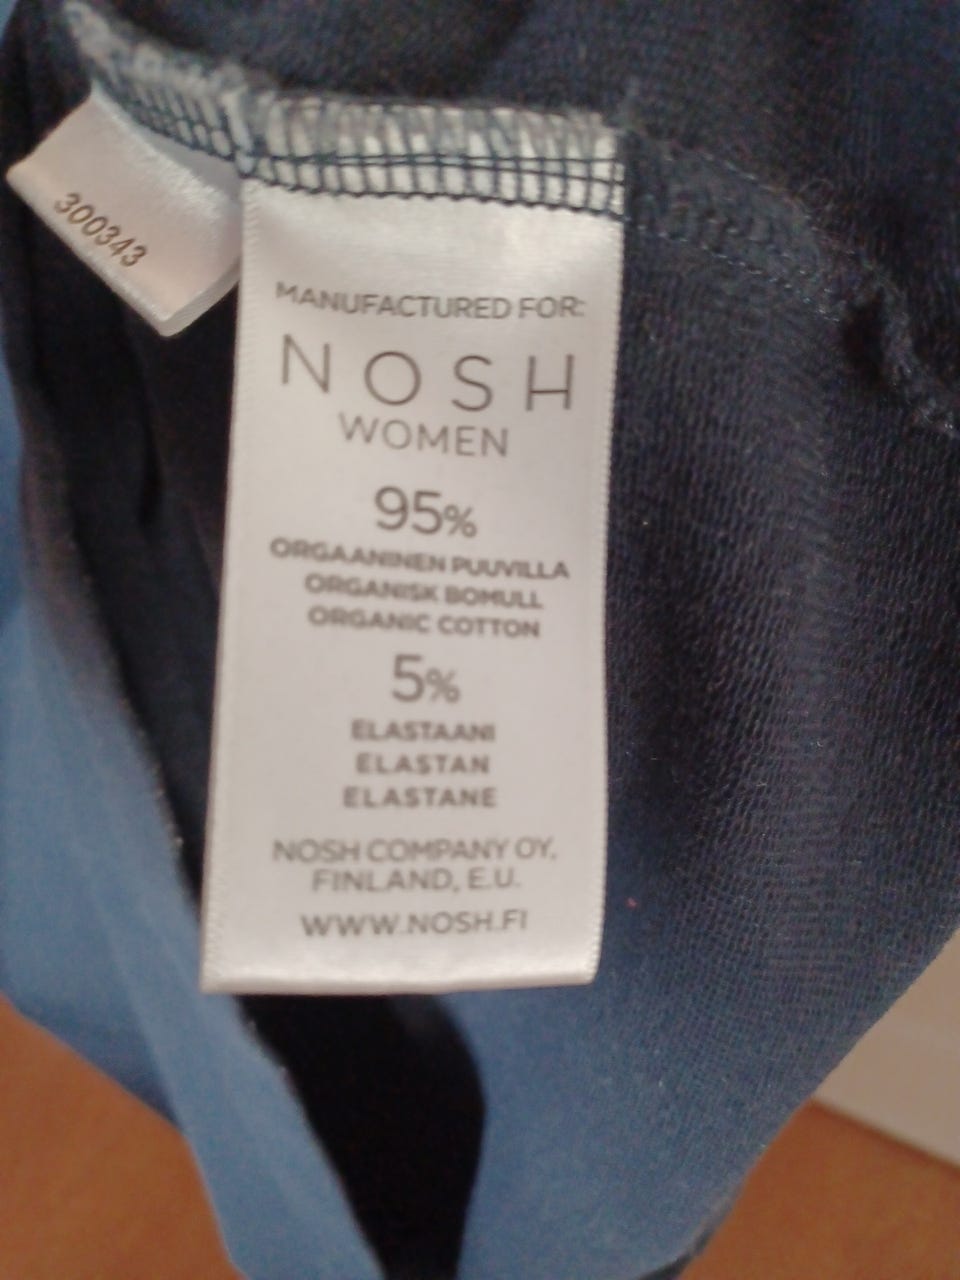 300343
MANUFACTURED FOR:
NOSH
WOMEN
95%
ORGAANINEN PUUVILLA
ORGANISK BOMULL
ORGANIC COTTON
5%
ELASTAANI
ELASTAN
ELASTANE
NOSH COMPANY OY,
FINLAND, E.U.
WWW.NOSH.FI